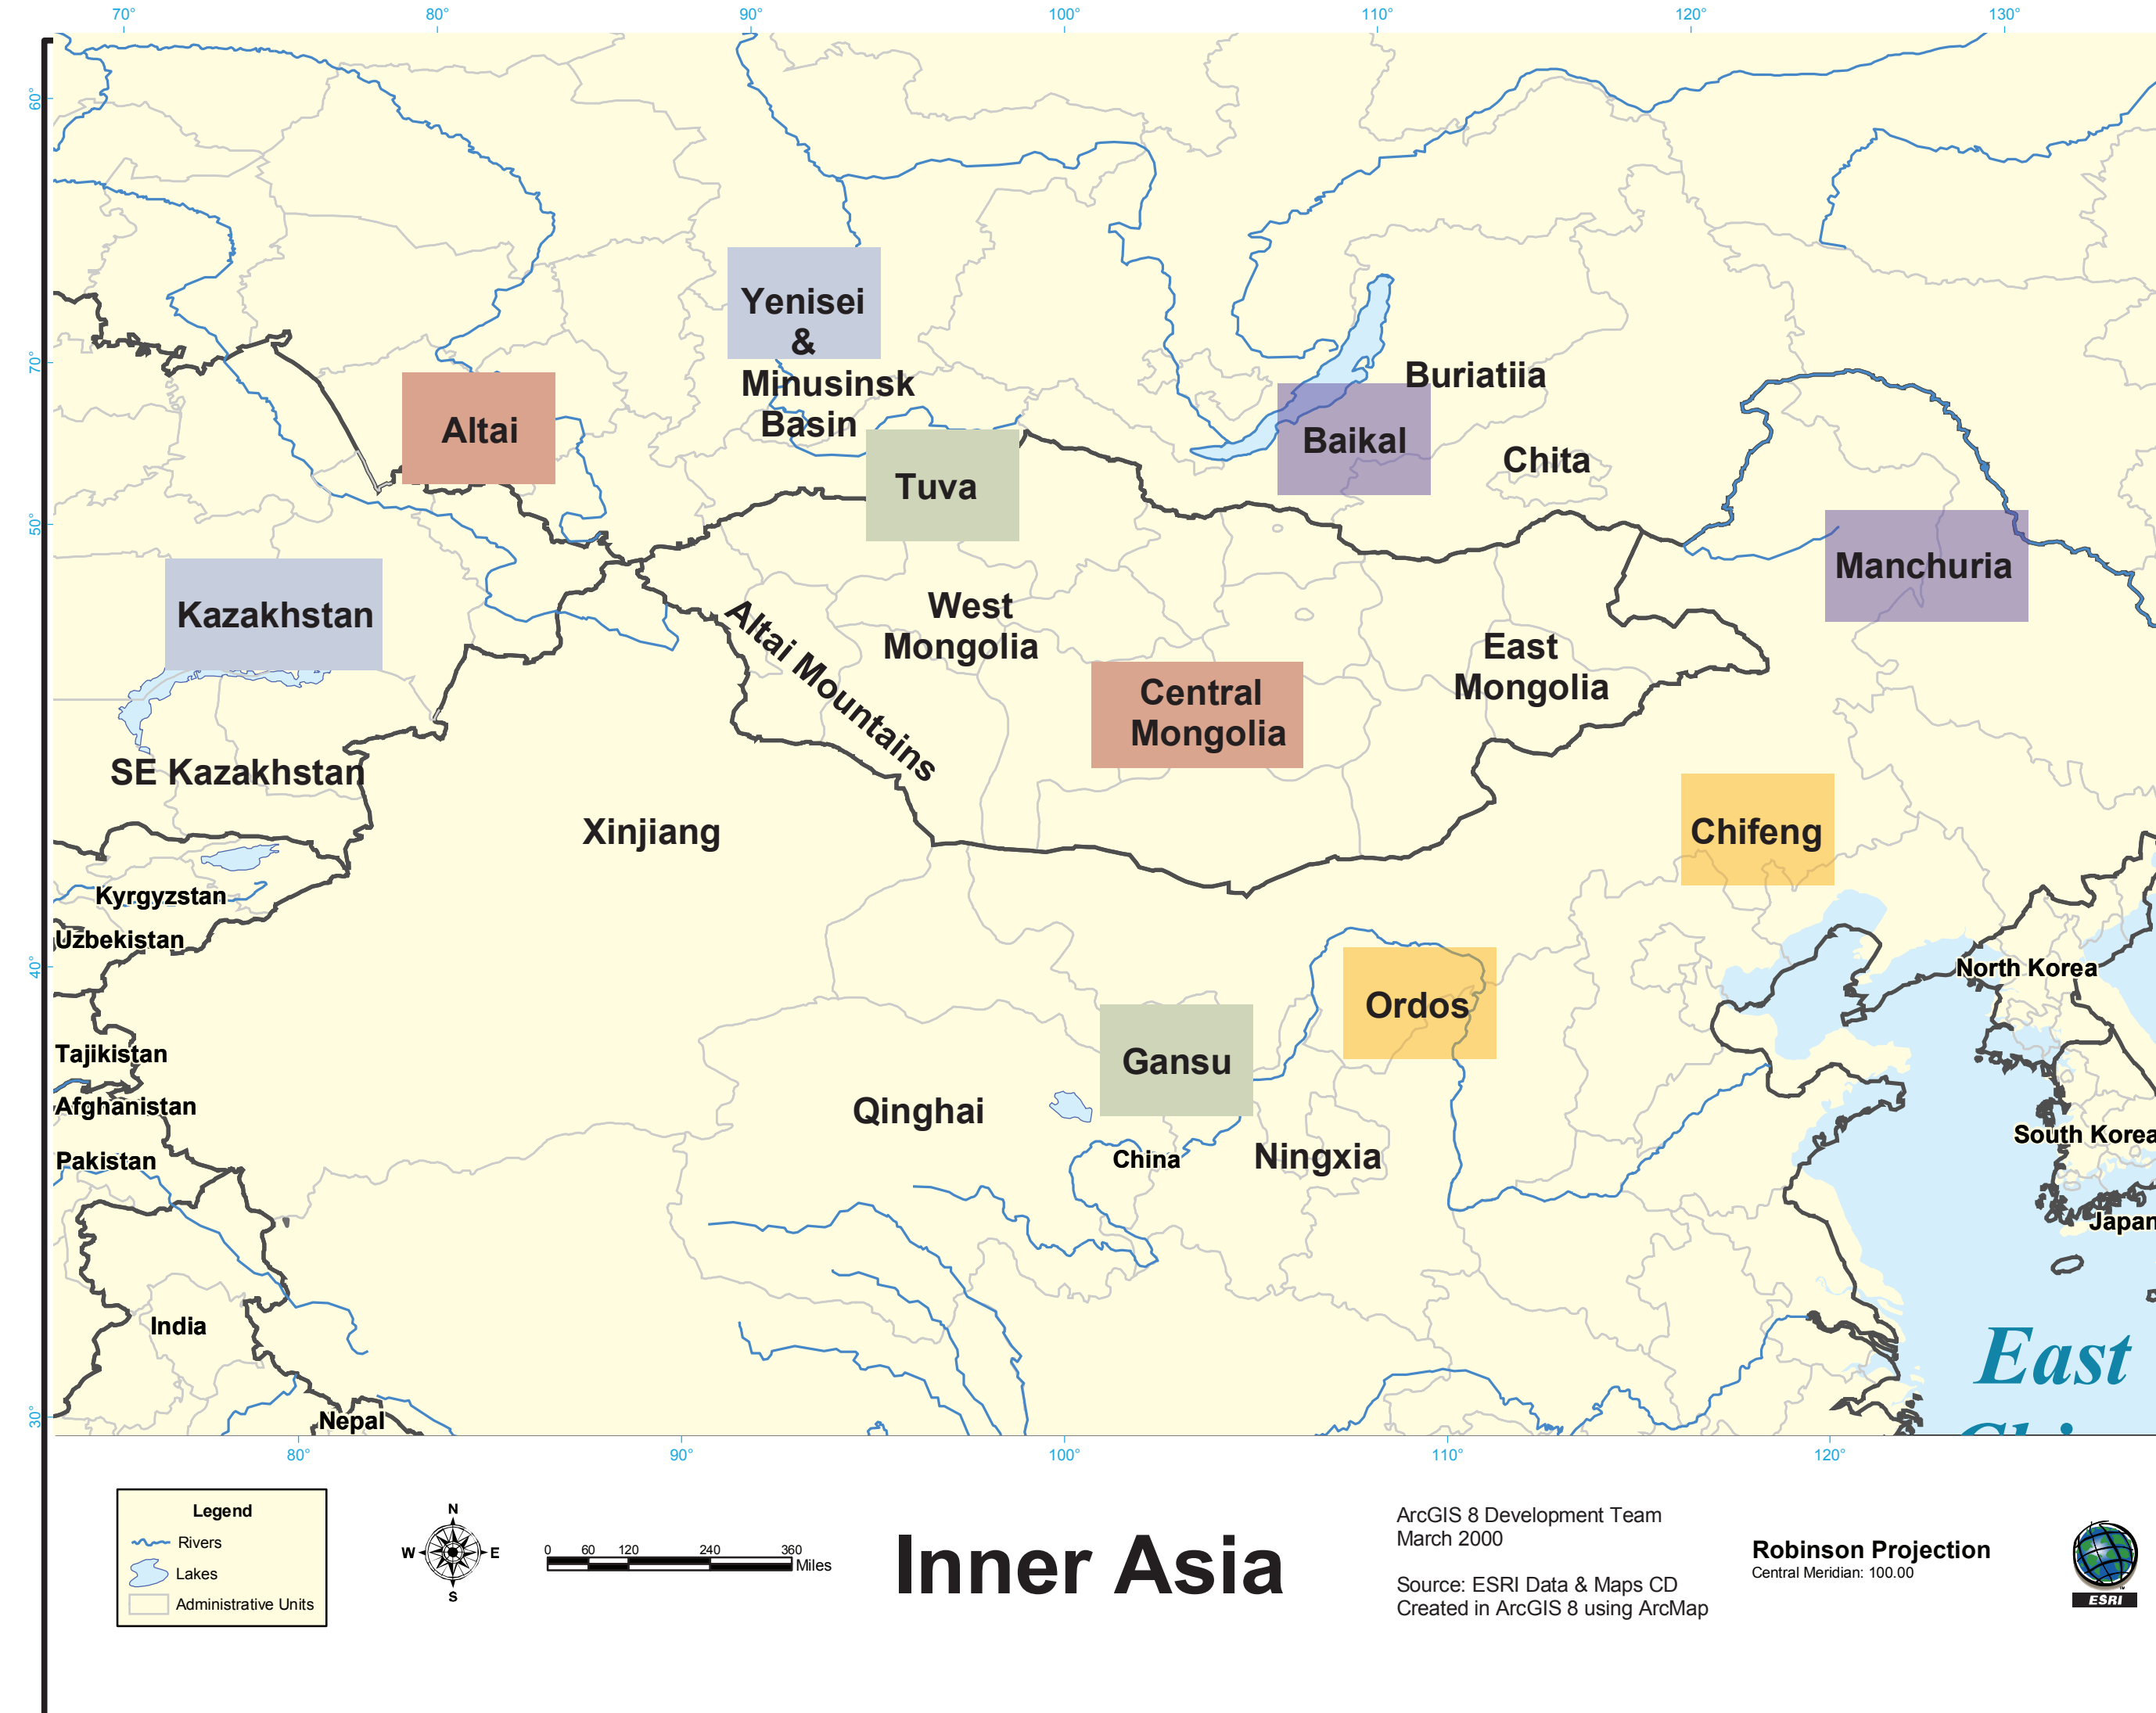 70°
80°
90°
100°
110°
120°
130°
60°
70°
50°
40°
30°
Yenisei
&
Minusinsk
Basin
Altai
Buriatiia
Baikal
Chita
Tuva
Manchuria
Kazakhstan
West
Mongolia
Altai Mountains
East
Mongolia
Central
Mongolia
SE Kazakhstan
Xinjiang
Chifeng
Kyrgyzstan
Uzbekistan
North Korea
Ordos
Tajikistan
Gansu
Afghanistan
Qinghai
South Korea
Pakistan
China
Ningxia
Japan
India
East
Nepal
80°
90°
100°
110°
120°
Legend
Rivers
Lakes
Administrative Units
N
W
E
S
0 60 120 240 360
Miles
Inner Asia
ArcGIS 8 Development Team
March 2000
Source: ESRI Data & Maps CD
Created in ArcGIS 8 using ArcMap
Robinson Projection
Central Meridian: 100.00
ESRI